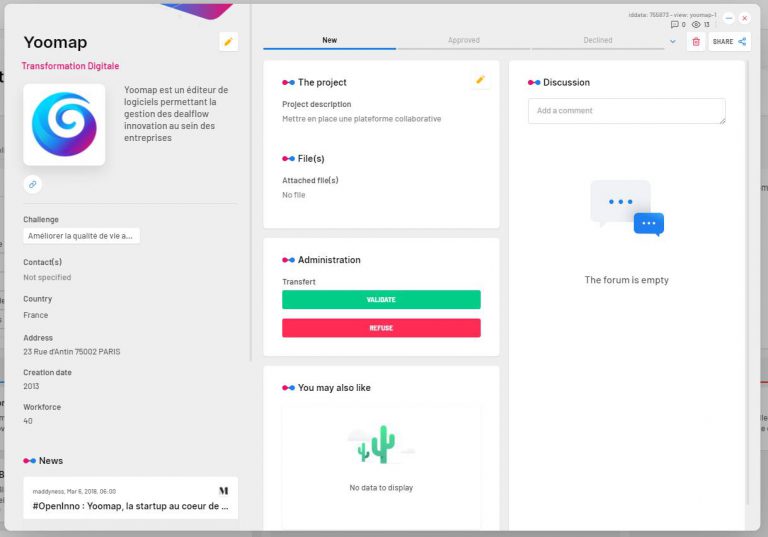 iddata: 755873 - view: yoomap-1
0 13
Yoomap
Transformation Digitale
Yoomap est un éditeur de
logiciels permettant la
gestion des dealflow
innovation au sein des
entreprises
Challenge
Améliorer la qualité de vie a...
Contact(s)
Not specified
Country
France
Address
23 Rue d'Antin 75002 PARIS
Creation date
2013
Workforce
40
News
maddyness, Mar 6, 2018, 06:00
M
#OpenInno : Yoomap, la startup au coeur de ...
New Approved Declined
SHARE
The project
Project description
Mettre en place une plateforme collaborative
File(s)
Attached file(s)
No file
Administration
Transfert
VALIDATE
REFUSE
You may also like
No data to display
Discussion
Add a comment
The forum is empty